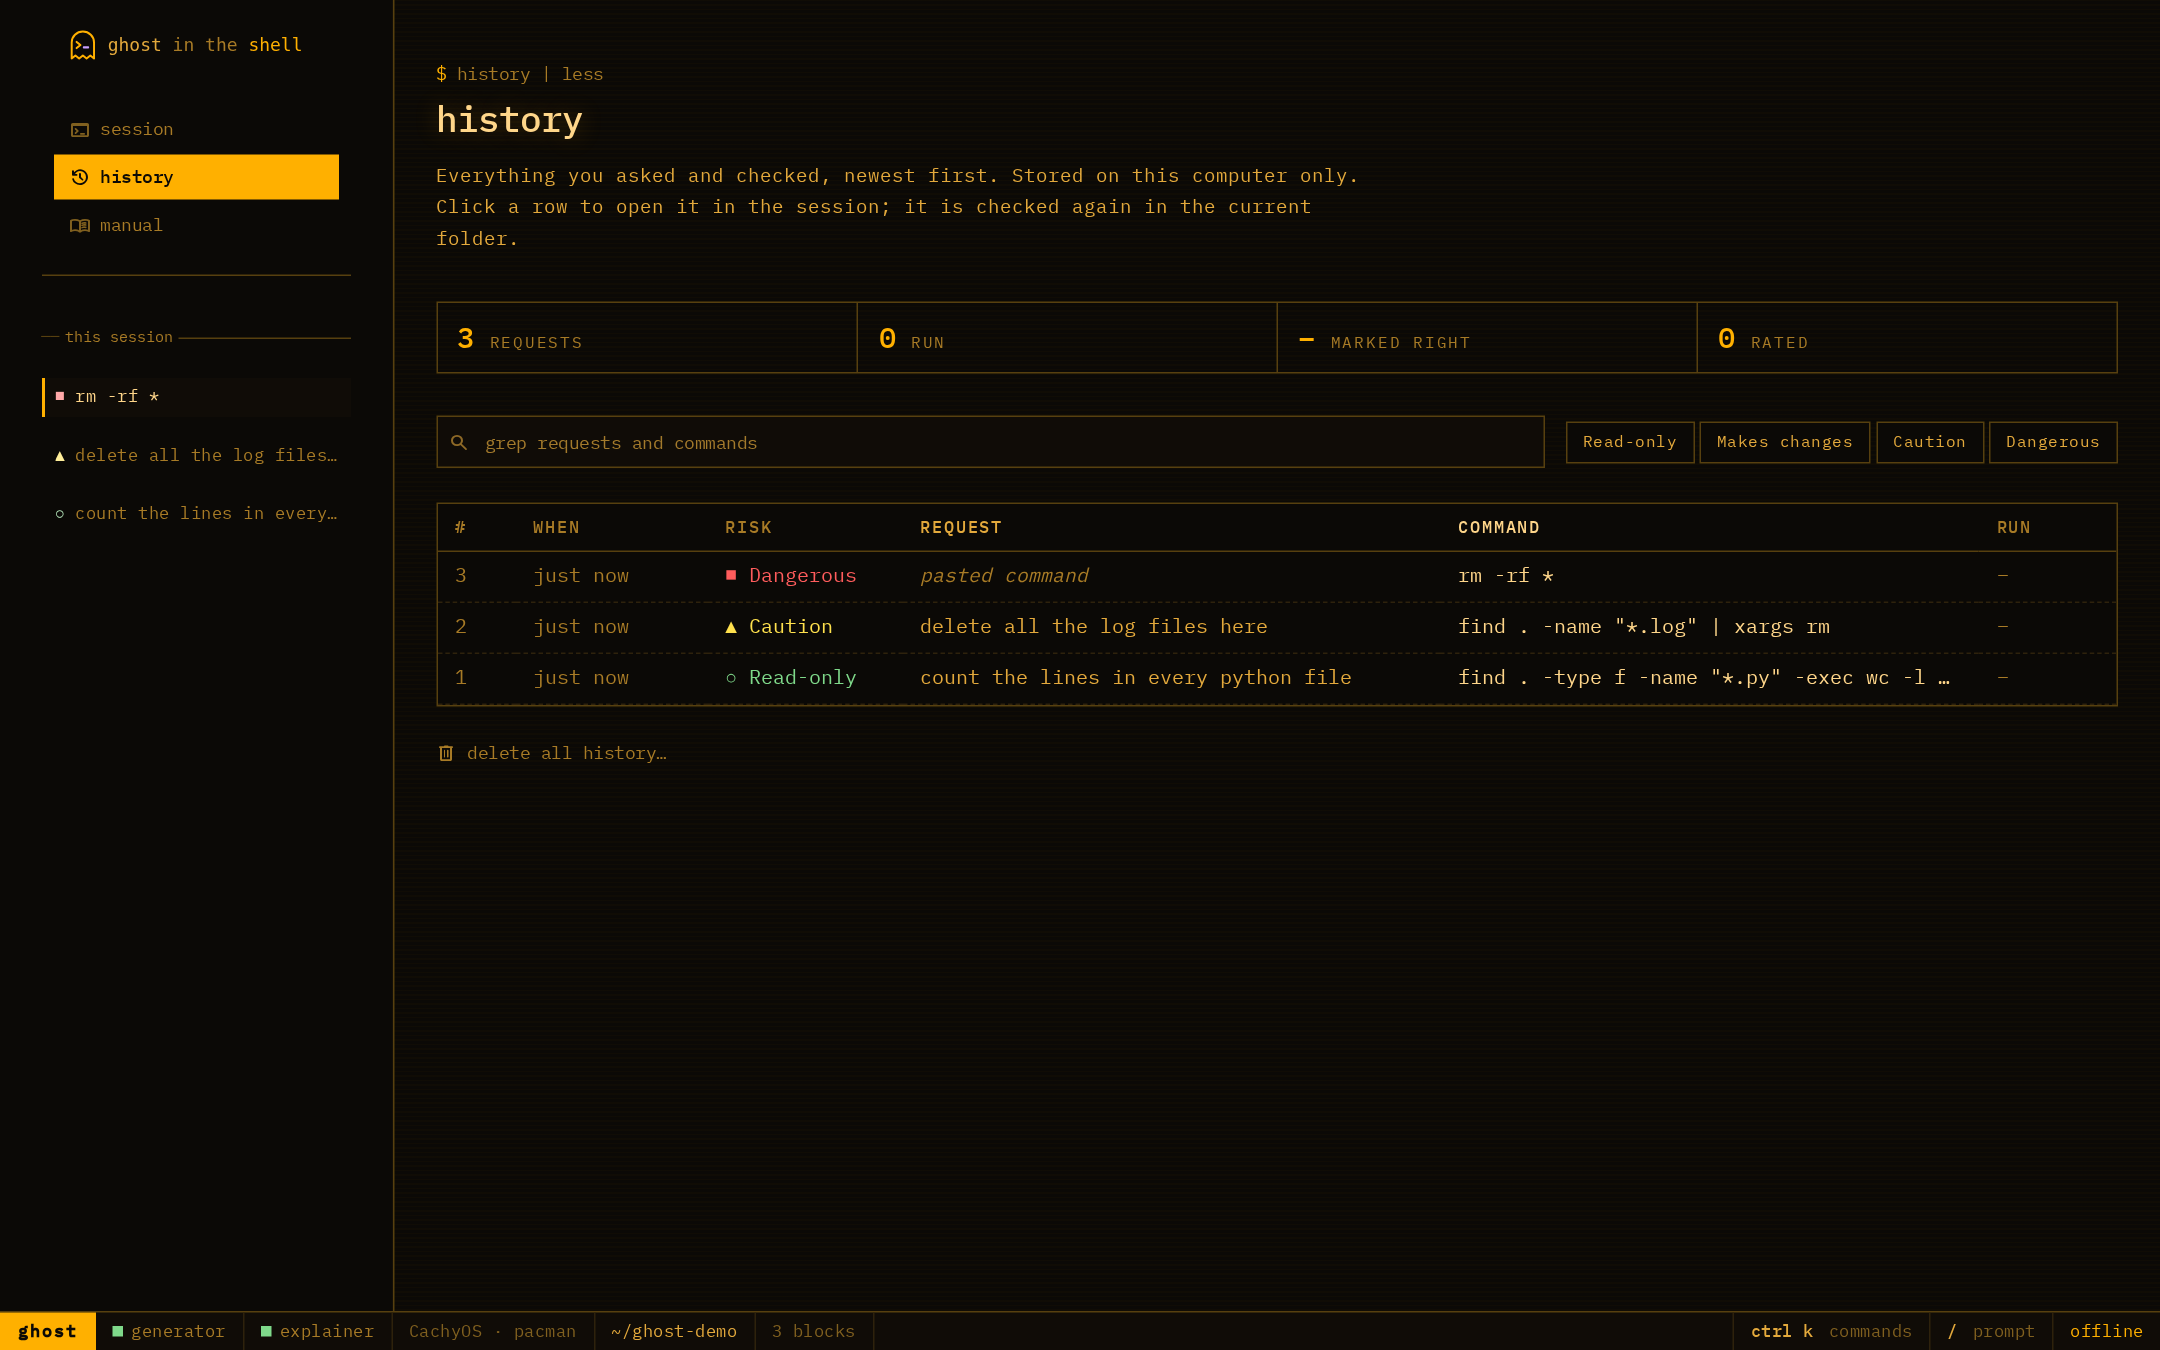 ghost in the shell
session
history
manual
this session
■ rm -rf *
▲ delete all the log files…
○ count the lines in every…
$ history | less
history
Everything you asked and checked, newest first. Stored on this computer only.
Click a row to open it in the session; it is checked again in the current
folder.
3 REQUESTS 0 RUN – MARKED RIGHT 0 RATED
grep requests and commands Read-only Makes changes Caution Dangerous
# WHEN RISK REQUEST COMMAND RUN
3 just now ■ Dangerous pasted command rm -rf * –
2 just now ▲ Caution delete all the log files here find . -name "*.log" | xargs rm –
1 just now ○ Read-only count the lines in every python file find . -type f -name "*.py" -exec wc -l … –
delete all history…
ghost ■ generator ■ explainer CachyOS · pacman ~/ghost-demo 3 blocks ctrl k commands / prompt offline